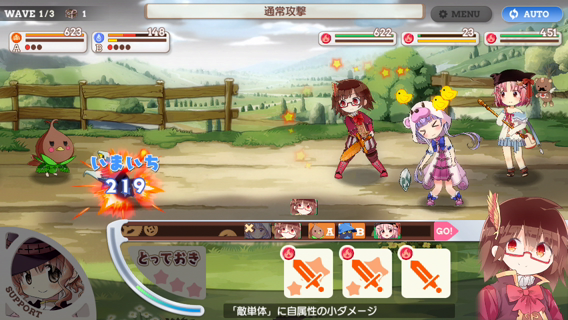 WAVE 1/3 1
通常攻撃
MENU
AUTO
623
A
148
B
622
23
451
いまいち
219
A B GO!
とっておき
SUPPORT
「敵単体」に自属性の小ダメージ